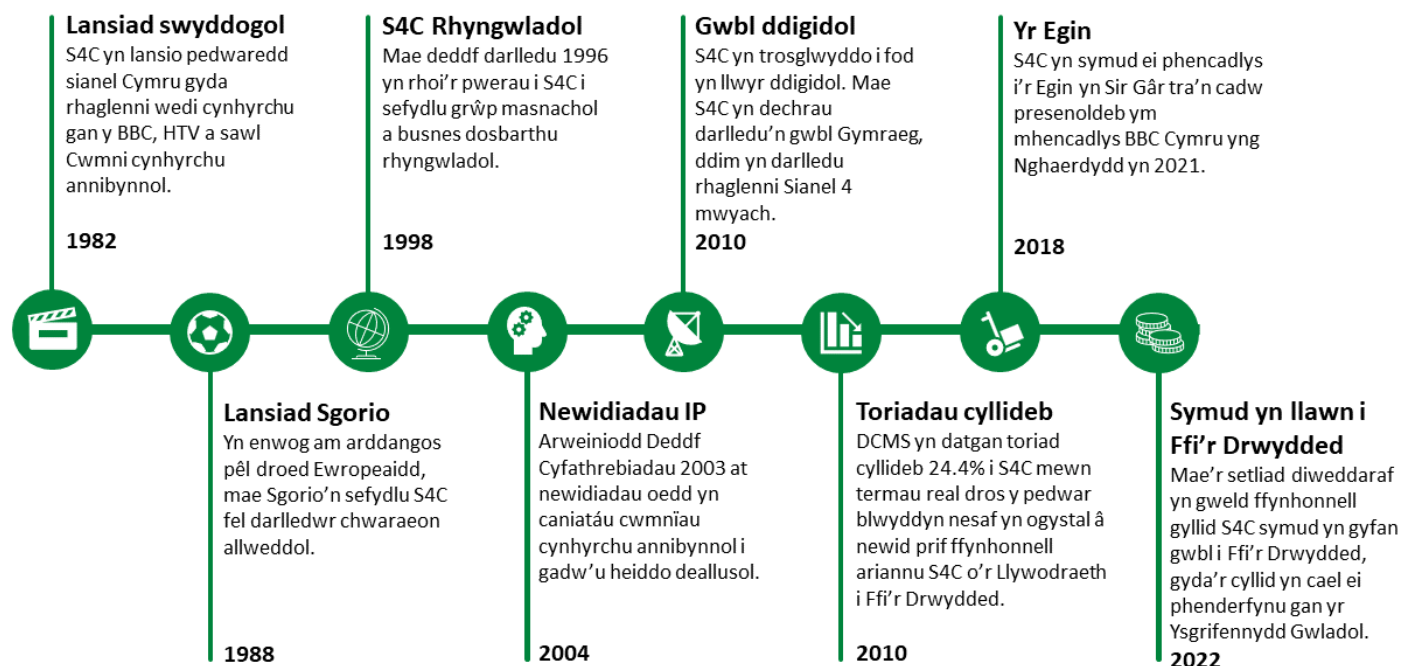 Lansiad swyddogol
S4C yn lansio pedwaredd
sianel Cymru gyda
rhaglenni wedi cynhyrchu
gan y BBC, HTV a sawl
Cwmni cynhyrchu
annibynnol.
1982
Lansiad Sgorio
Yn enwog am arddangos
pêl droed Ewropeaidd,
mae Sgorio'n sefydlu S4C
fel darlledwr chwaraeon
allweddol.
1988
S4C Rhyngwladol
Mae deddf darlledu 1996
yn rhoi'r pwerau i S4C i
sefydlu grŵp masnachol
a busnes dosbarthu
rhyngwladol.
1998
Newidiadau IP
Arweiniodd Deddf
Cyfathrebiadau 2003 at
newidiadau oedd yn
caniatáu cwmnïau
cynhyrchu annibynnol i
gadw'u heiddo deallusol.
2004
Gwbl ddigidol
S4C yn trosglwyddo i fod
yn llwyr ddigidol. Mae
S4C yn dechrau
darlledu'n gwbl Gymraeg,
ddim yn darlledu
rhaglenni Sianel 4
mwyach.
2010
Toriadau cyllideb
DCMS yn datgan toriad
cyllideb 24.4% i S4C mewn
termau real dros y pedwar
blwyddyn nesaf yn ogystal â
newid prif ffynhonnell
ariannu S4C o'r Llywodraeth
i Ffi'r Drwydded.
2010
Yr Egin
S4C yn symud ei phencadlys
i'r Egin yn Sir Gâr tra'n cadw
presenoldeb ym
mhencadlys BBC Cymru yng
Nghaerdydd yn 2021.
2018
Symud yn llawn i
Ffi'r Drwydded
Mae'r setliad diweddaraf
yn gweld ffynhonnell
gyllid S4C symud yn gyfan
gwbl i Ffi'r Drwydded,
gyda'r cyllid yn cael ei
phenderfynu gan yr
Ysgrifennydd Gwladol.
2022